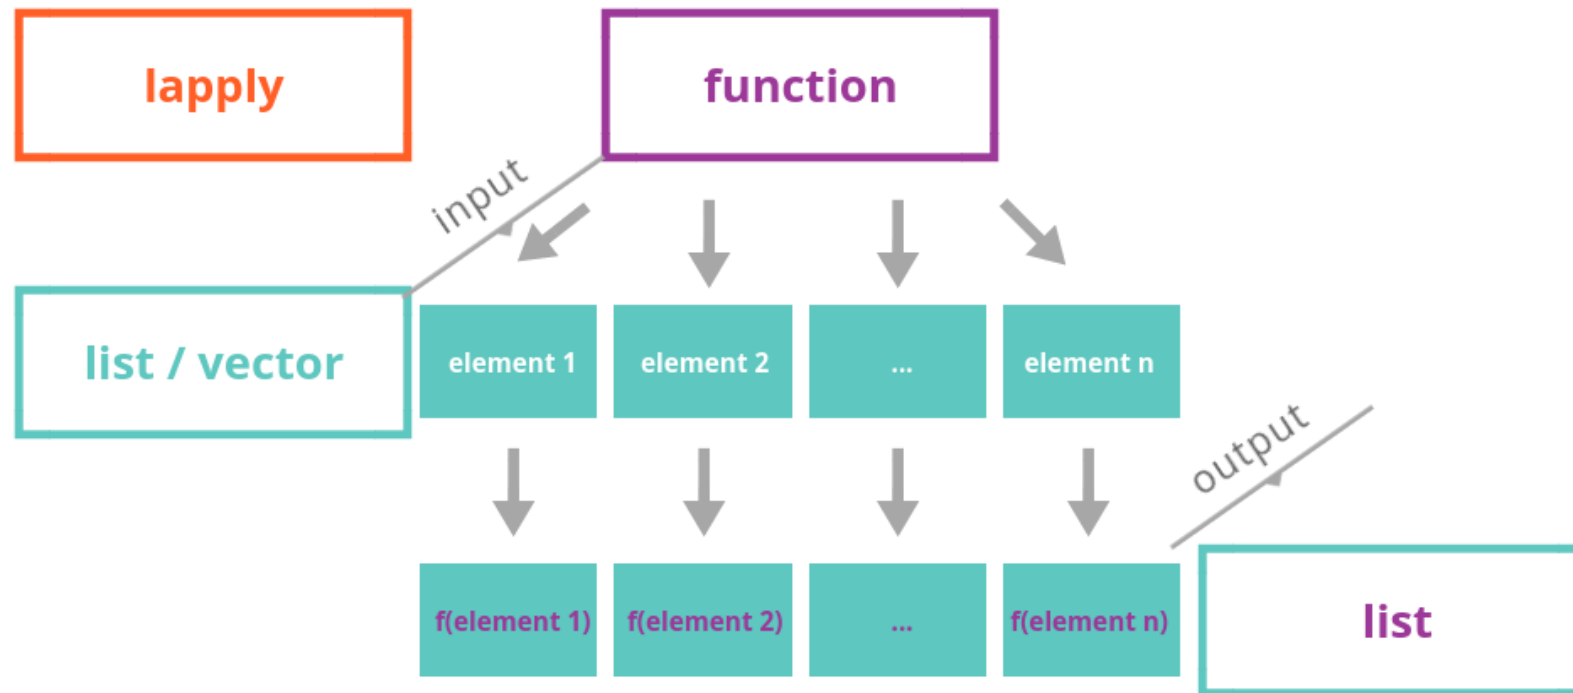 lapply
function
input
list / vector
element 1
element 2
...
element n
output
f(element 1)
f(element 2)
...
f(element n)
list